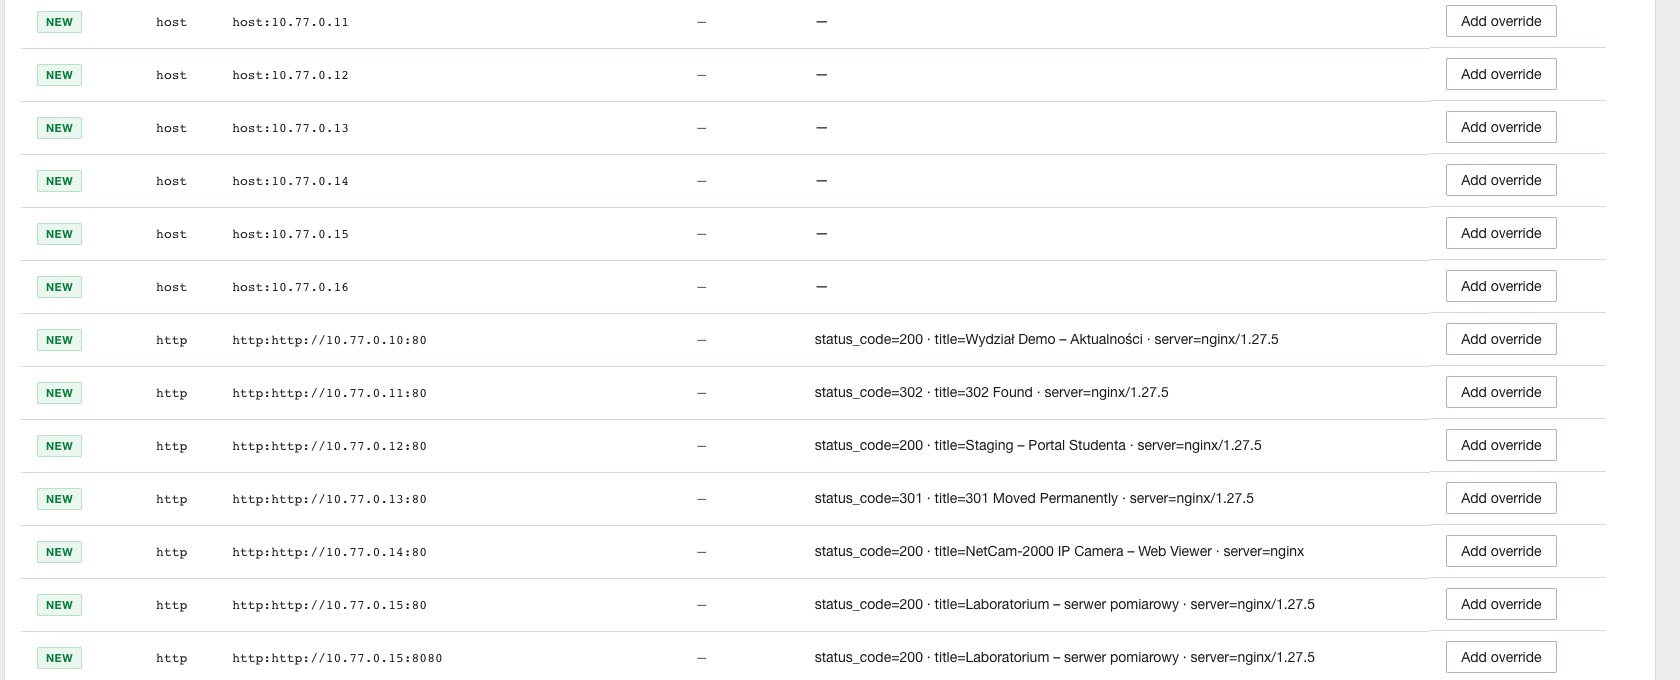 NEW host host:10.77.0.11 – — Add override
NEW host host:10.77.0.12 – — Add override
NEW host host:10.77.0.13 – — Add override
NEW host host:10.77.0.14 – — Add override
NEW host host:10.77.0.15 – — Add override
NEW host host:10.77.0.16 – — Add override
NEW http http:http://10.77.0.10:80 – status_code=200 · title=Wydział Demo – Aktualności · server=nginx/1.27.5 Add override
NEW http http:http://10.77.0.11:80 – status_code=302 · title=302 Found · server=nginx/1.27.5 Add override
NEW http http:http://10.77.0.12:80 – status_code=200 · title=Staging – Portal Studenta · server=nginx/1.27.5 Add override
NEW http http:http://10.77.0.13:80 – status_code=301 · title=301 Moved Permanently · server=nginx/1.27.5 Add override
NEW http http:http://10.77.0.14:80 – status_code=200 · title=NetCam-2000 IP Camera – Web Viewer · server=nginx Add override
NEW http http:http://10.77.0.15:80 – status_code=200 · title=Laboratorium – serwer pomiarowy · server=nginx/1.27.5 Add override
NEW http http:http://10.77.0.15:8080 – status_code=200 · title=Laboratorium – serwer pomiarowy · server=nginx/1.27.5 Add override